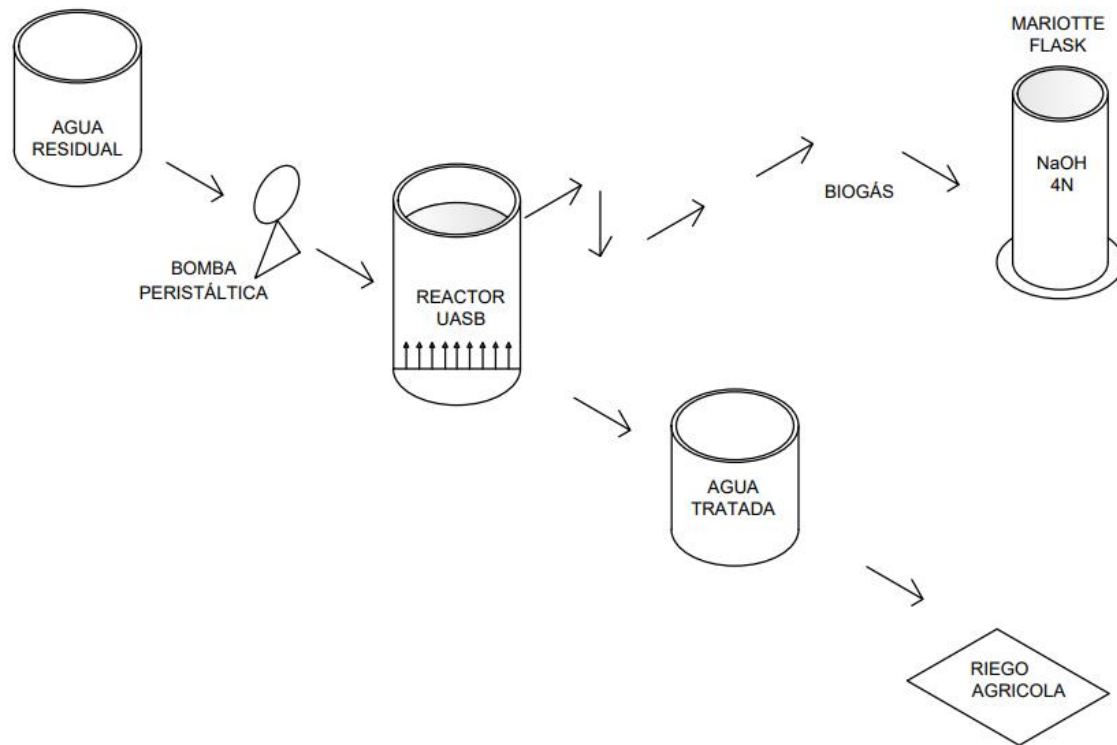 AGUA
RESIDUAL
BOMBA
PERISTÁLTICA
REACTOR
UASB
BIOGÁS
MARIOTTE
FLASK
NaOH
4N
AGUA
TRATADA
RIEGO
AGRICOLA